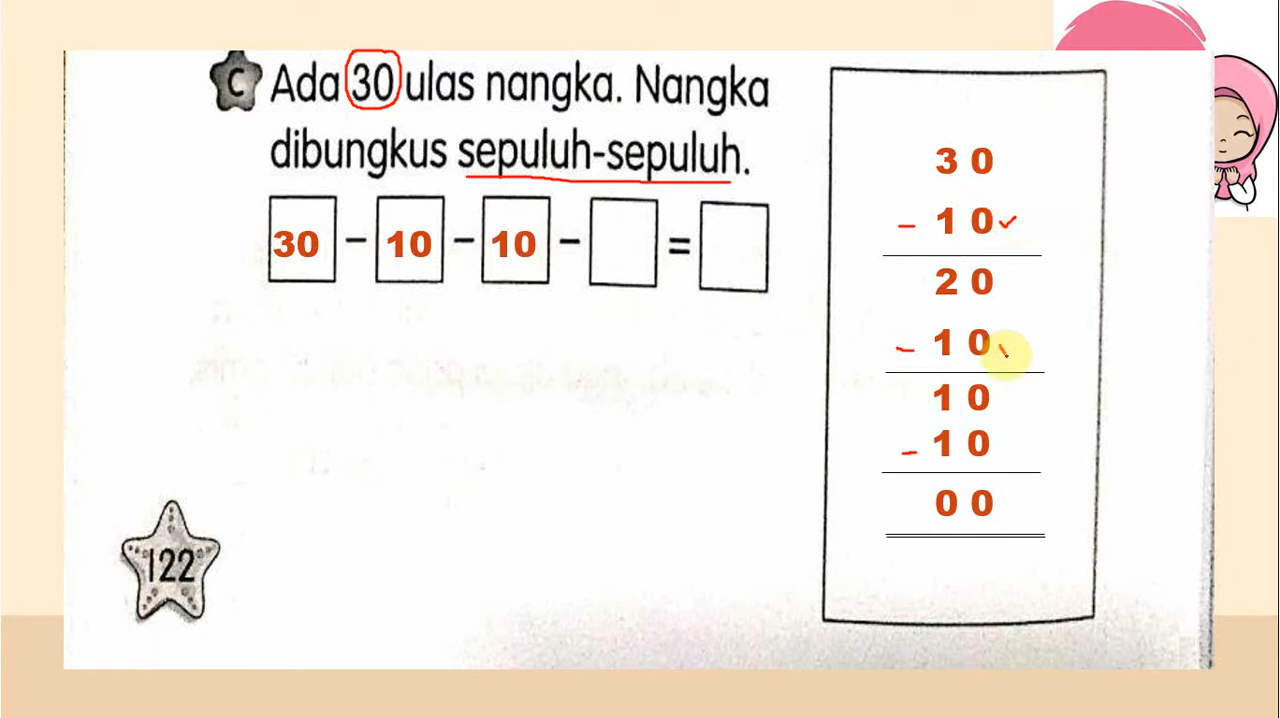 C Ada 30 ulas nangka. Nangka
dibungkus sepuluh-sepuluh.
30 - 10 - 10 - =
30
- 10
20
- 10
10
- 10
00
122